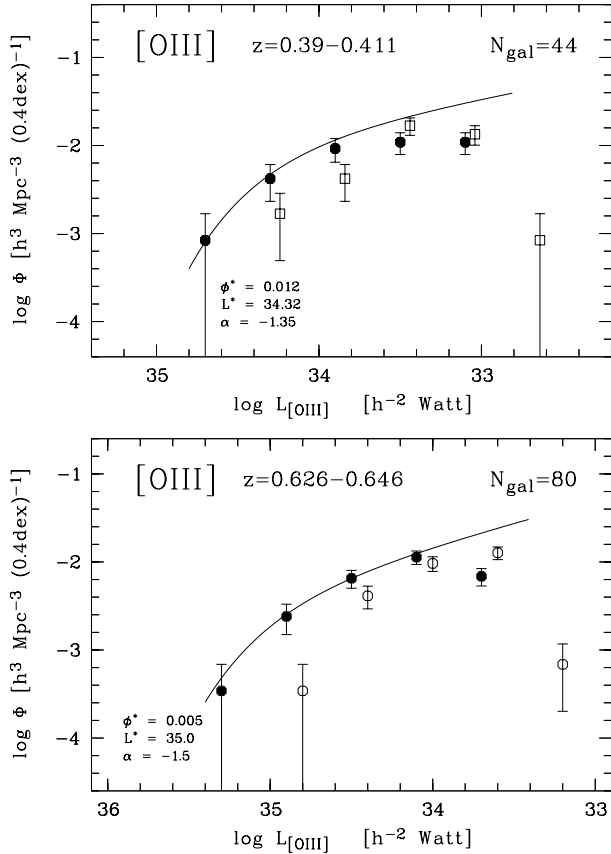 [OIII] z=0.39−0.411 N_gal=44
−1
−2
−3
−4
log Φ [h³ Mpc⁻³ (0.4dex)⁻¹]
ϕ* = 0.012
L* = 34.32
α = −1.35
35 34 33
log L_[OIII] [h⁻² Watt]
[OIII] z=0.626−0.646 N_gal=80
−1
−2
−3
−4
log Φ [h³ Mpc⁻³ (0.4dex)⁻¹]
ϕ* = 0.005
L* = 35.0
α = −1.5
36 35 34 33
log L_[OIII] [h⁻² Watt]